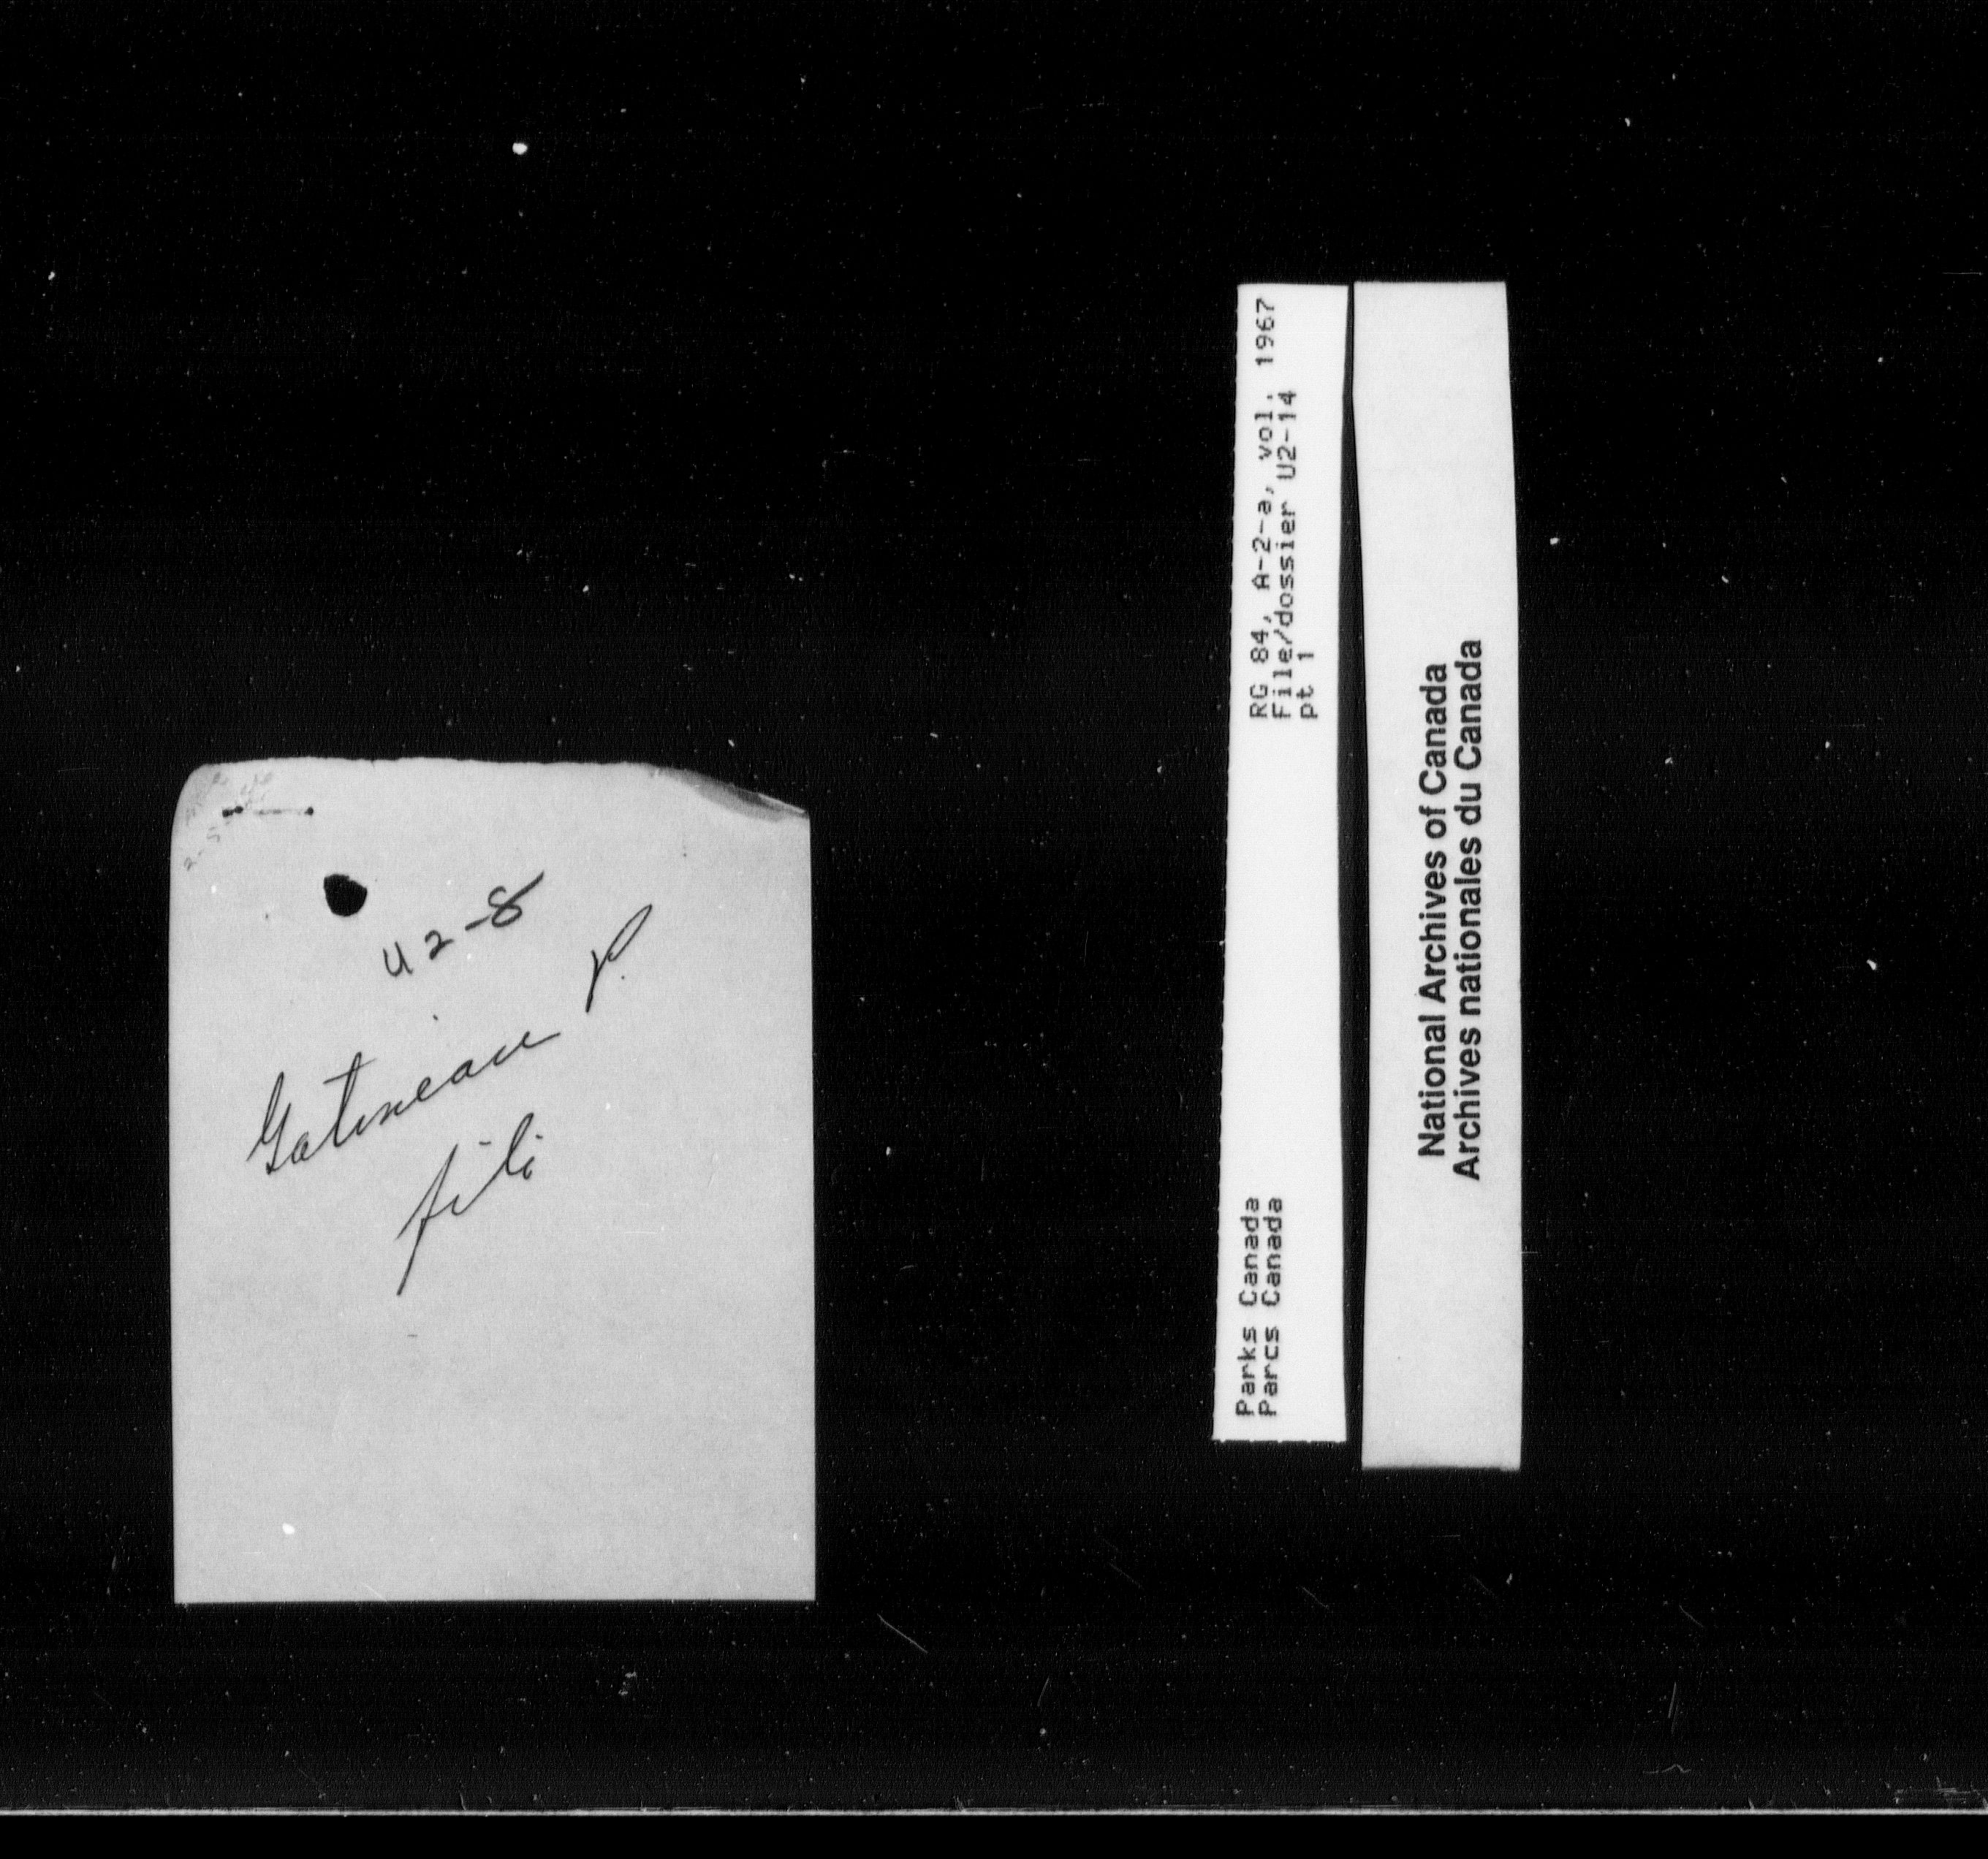 U2-8
Gatineau P.
file
RG 84, A-2-a, vol. 1967
File/dossier U2-14
pt 1
Parks Canada
Parcs Canada
National Archives of Canada
Archives nationales du Canada